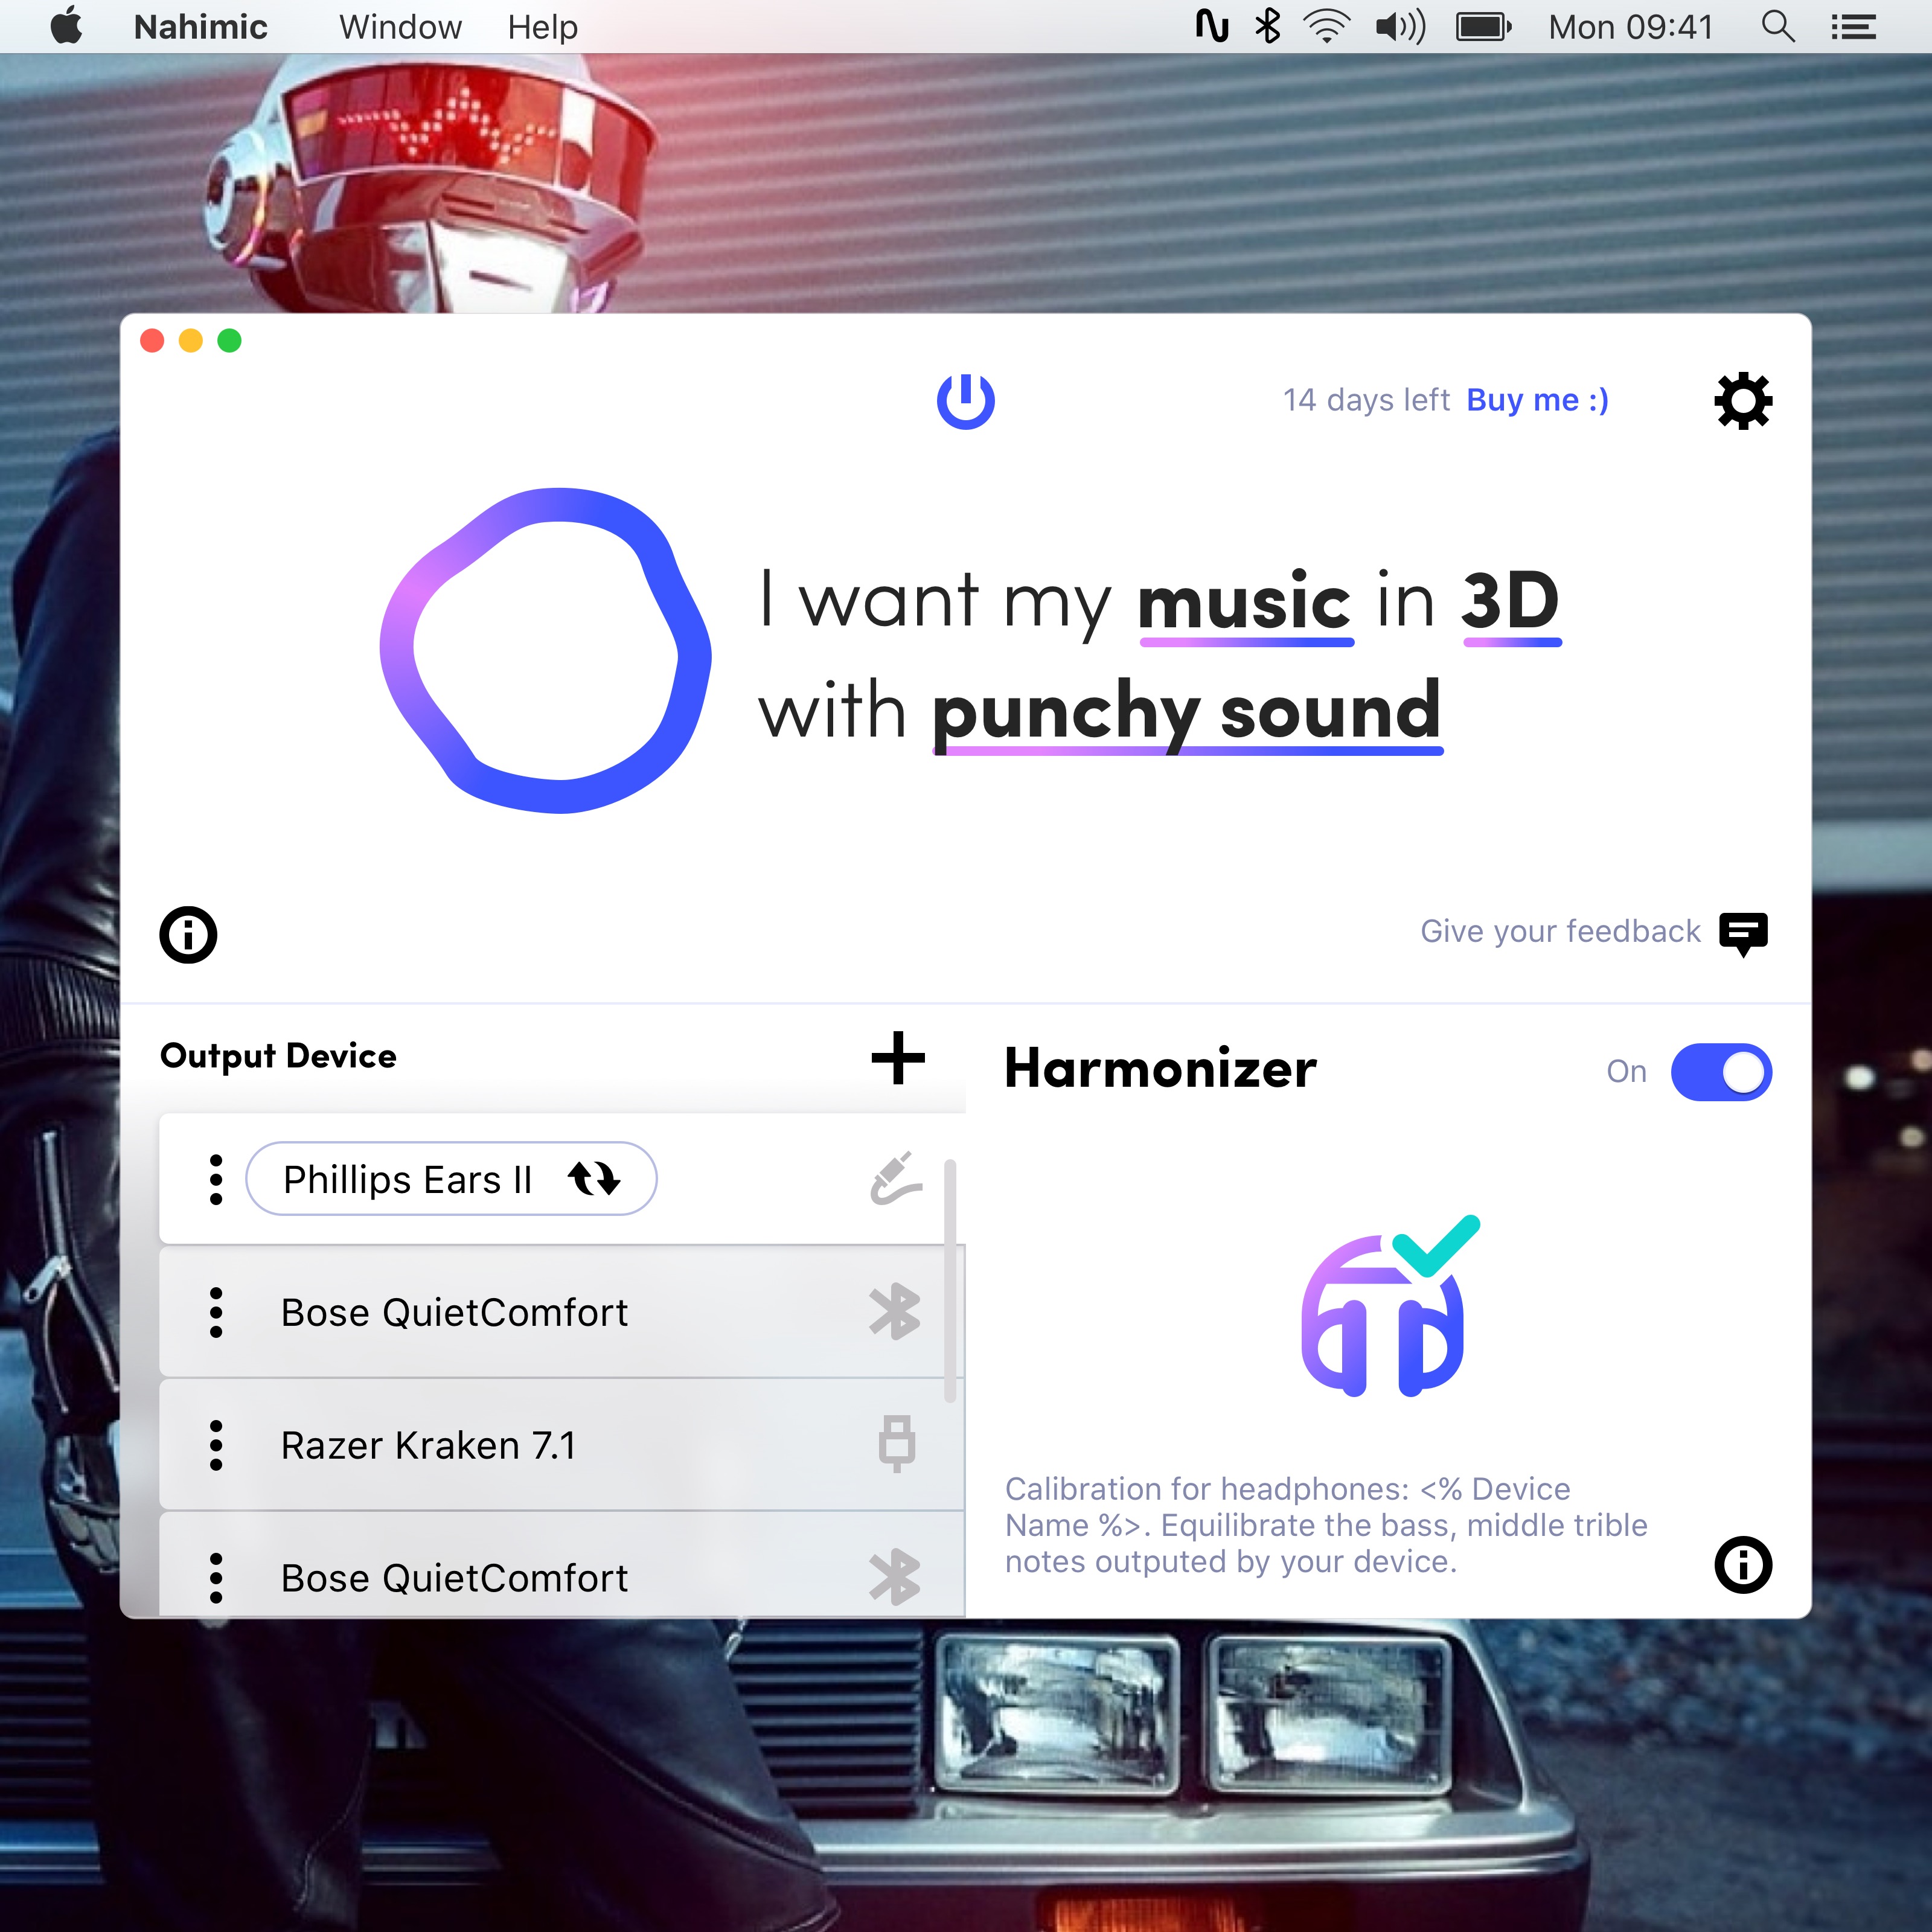 Nahimic Window Help Mon 09:41
14 days left Buy me :)
I want my music in 3D
with punchy sound
Give your feedback
Output Device
Phillips Ears II
Bose QuietComfort
Razer Kraken 7.1
Bose QuietComfort
Harmonizer
On
Calibration for headphones: <% Device
Name %>. Equilibrate the bass, middle trible
notes outputed by your device.